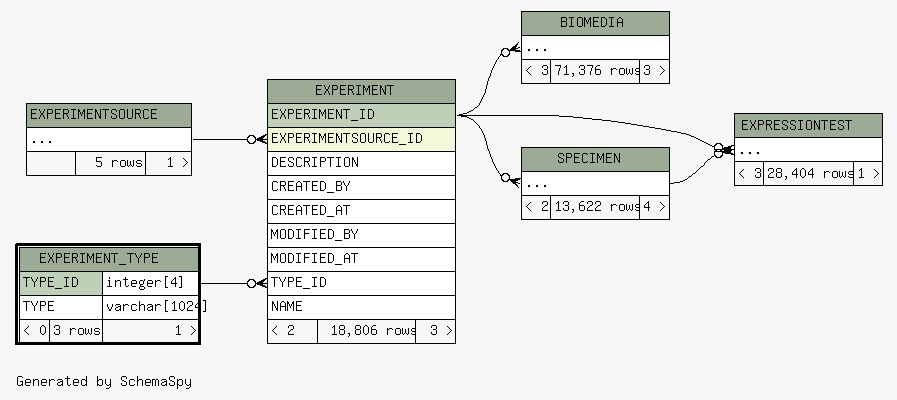 BIOMEDIA
...
< 3 71,376 rows 3 >
EXPERIMENTSOURCE
...
5 rows 1 >
EXPERIMENT
EXPERIMENT_ID
EXPERIMENTSOURCE_ID
DESCRIPTION
CREATED_BY
CREATED_AT
MODIFIED_BY
MODIFIED_AT
TYPE_ID
NAME
< 2 18,806 rows 3 >
EXPRESSIONTEST
...
< 3 28,404 rows 1 >
SPECIMEN
...
< 2 13,622 rows 4 >
EXPERIMENT_TYPE
TYPE_ID integer[4]
TYPE varchar[1024]
< 0 3 rows 1 >
Generated by SchemaSpy